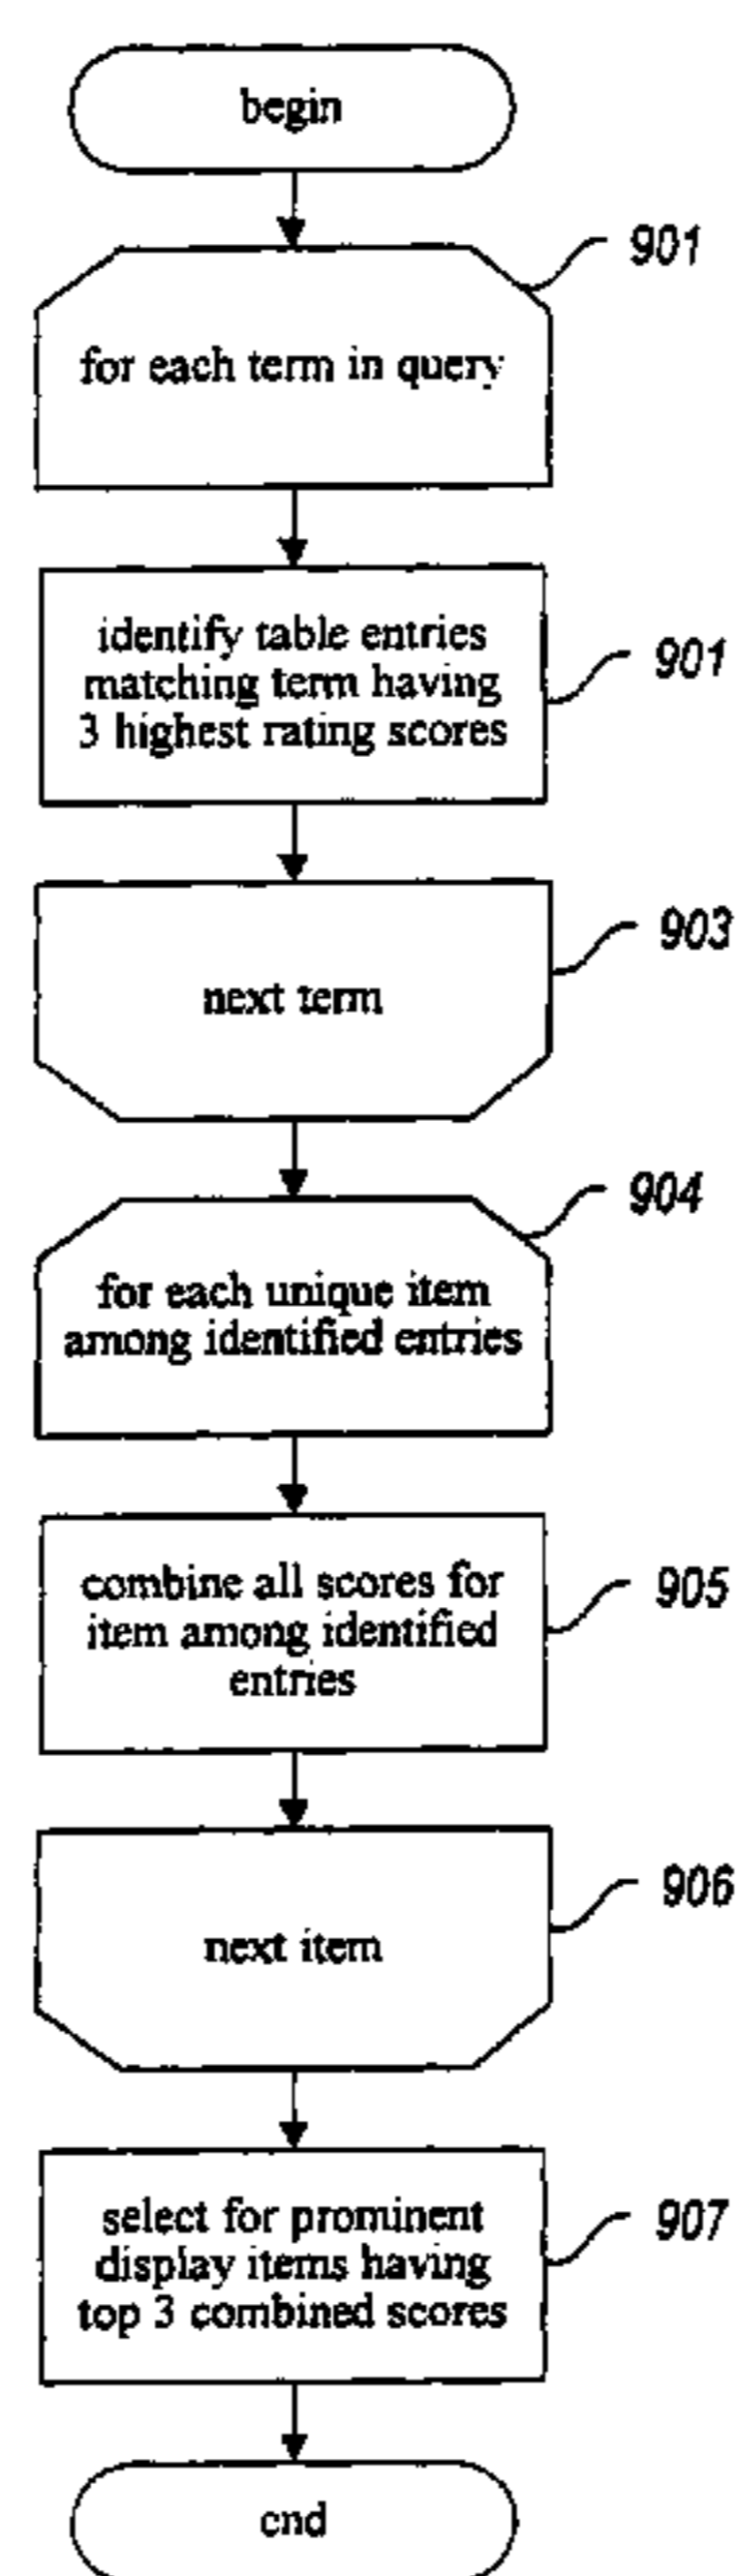 begin
901
for each term in query
identify table entries
matching term having
3 highest rating scores
901
next term
903
904
for each unique item
among identified entries
combine all scores for
item among identified
entries
905
next item
906
select for prominent
display items having
top 3 combined scores
907
end